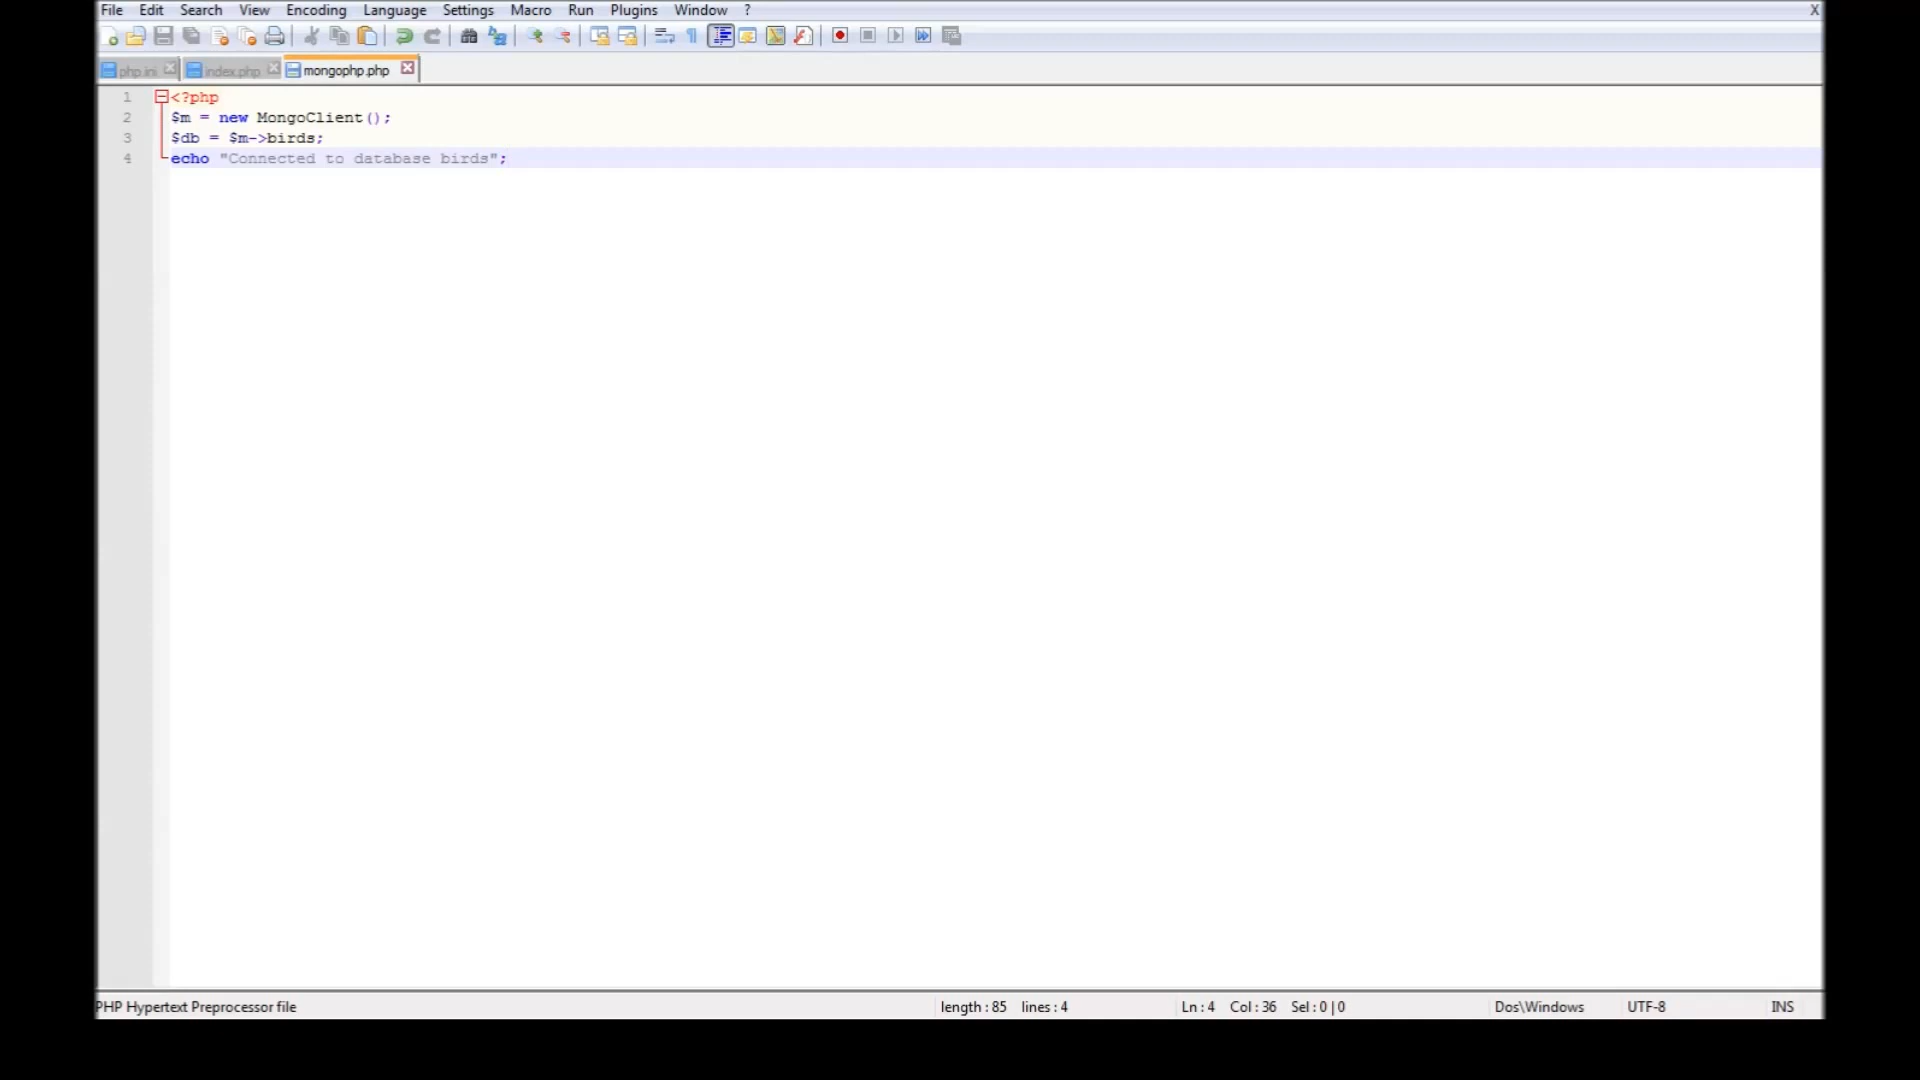 File Edit Search View Encoding Language Settings Macro Run Plugins Window ? X
php.ini index.php mongophp.php
1 <?php
2 $m = new MongoClient();
3 $db = $m->birds;
4 echo "Connected to database birds";
PHP Hypertext Preprocessor file length : 85 lines : 4 Ln : 4 Col : 36 Sel : 0 | 0 Dos\Windows UTF-8 INS